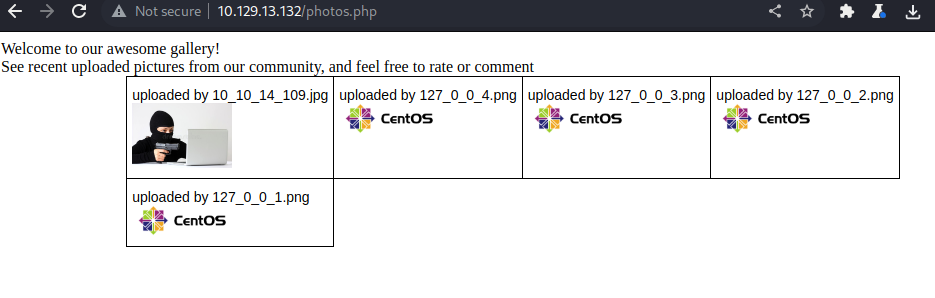 Not secure | 10.129.13.132/photos.php
Welcome to our awesome gallery!
See recent uploaded pictures from our community, and feel free to rate or comment
uploaded by 10_10_14_109.jpg
uploaded by 127_0_0_4.png
CentOS
uploaded by 127_0_0_3.png
CentOS
uploaded by 127_0_0_2.png
CentOS
uploaded by 127_0_0_1.png
CentOS